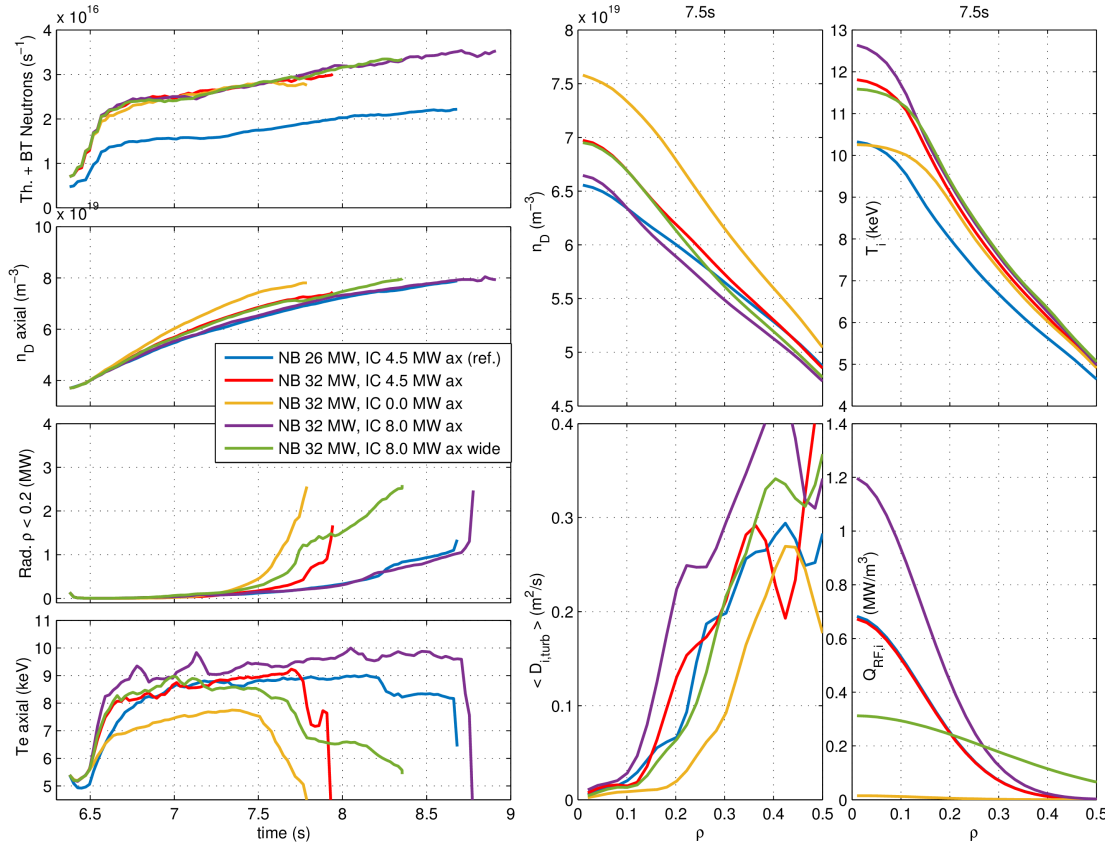 x 10^16
Th. + BT Neutrons (s^-1)
4
3
2
1
0
x 10^19
n_D axial (m^-3)
10
8
6
4
NB 26 MW, IC 4.5 MW ax (ref.)
NB 32 MW, IC 4.5 MW ax
NB 32 MW, IC 0.0 MW ax
NB 32 MW, IC 8.0 MW ax
NB 32 MW, IC 8.0 MW ax wide
Rad. ρ < 0.2 (MW)
4
3
2
1
0
Te axial (keV)
11
10
9
8
7
6
5
6.5 7 7.5 8 8.5 9
time (s)
x 10^19
7.5s
n_D (m^-3)
8
7.5
7
6.5
6
5.5
5
4.5
7.5s
T_i (keV)
13
12
11
10
9
8
7
6
5
4
< D_i,turb > (m^2/s)
0.4
0.3
0.2
0.1
0
0 0.1 0.2 0.3 0.4 0.5
ρ
Q_RF,i (MW/m^3)
1.4
1.2
1
0.8
0.6
0.4
0.2
0
0 0.1 0.2 0.3 0.4 0.5
ρ